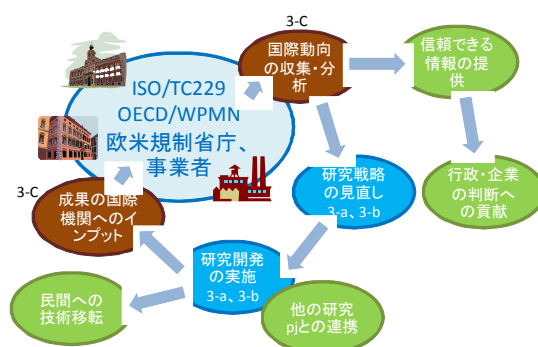 3-C
国際動向
の収集・分
析
信頼できる
情報の提
供
ISO/TC229
OECD/WPMN
欧米規制省庁、
事業者
3-C
成果の国際
機関へのイ
ンプット
研究戦略
の見直し
3-a、3-b
行政・企業
の判断への
貢献
研究開発
の実施
3-a、3-b
民間への
技術移転
他の研究
pjとの連携